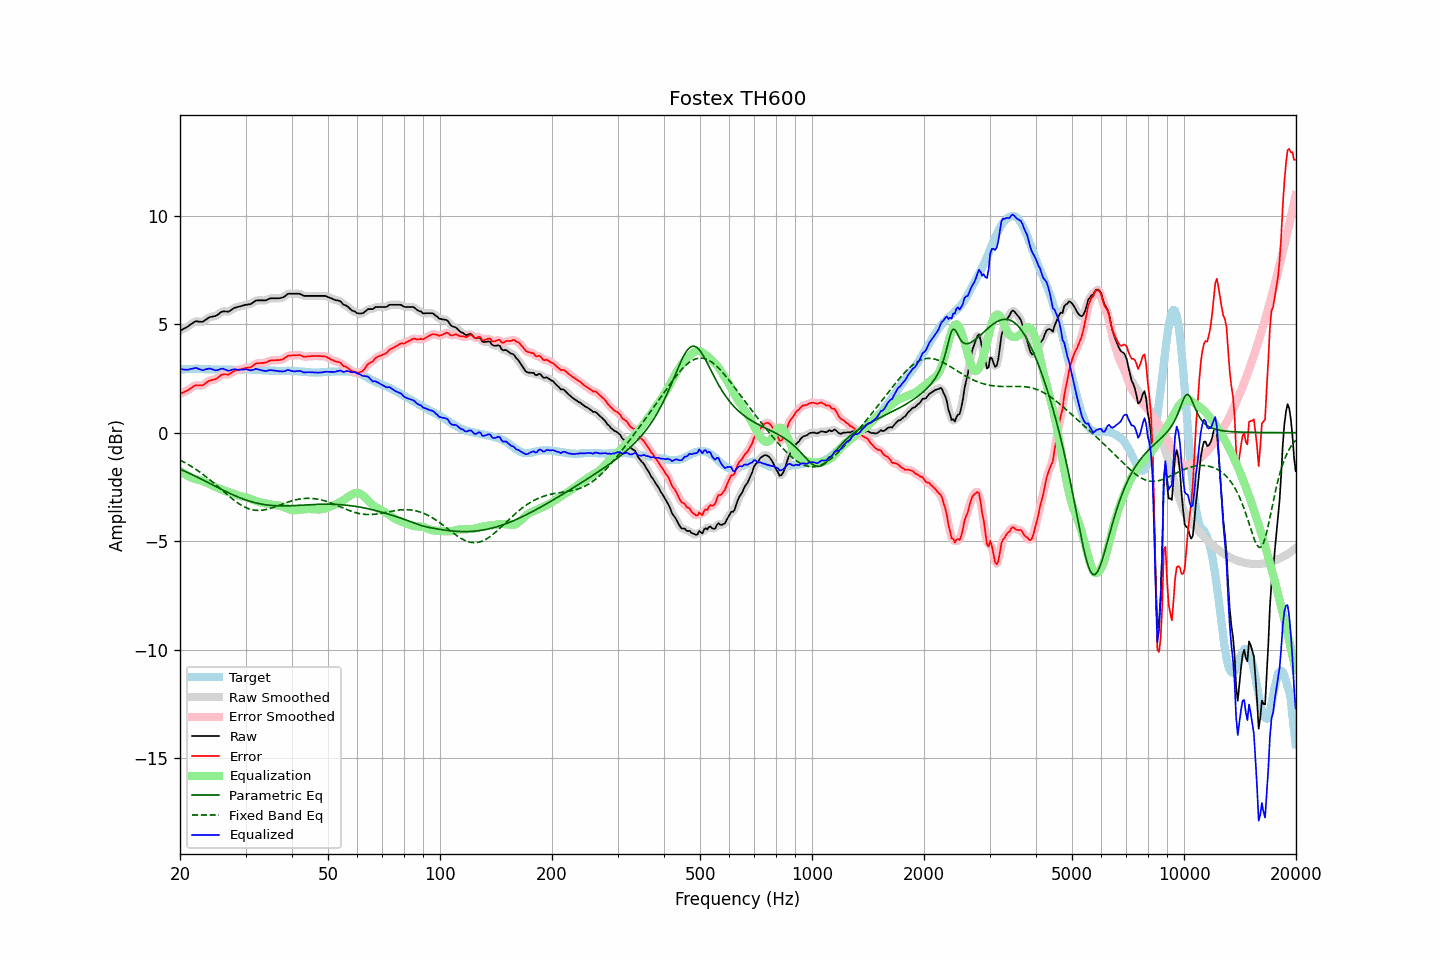 Fostex TH600
Amplitude (dBr)
10
5
0
−5
−10
−15
Target
Raw Smoothed
Error Smoothed
Raw
Error
Equalization
Parametric Eq
Fixed Band Eq
Equalized
20 50 100 200 500 1000 2000 5000 10000 20000
Frequency (Hz)